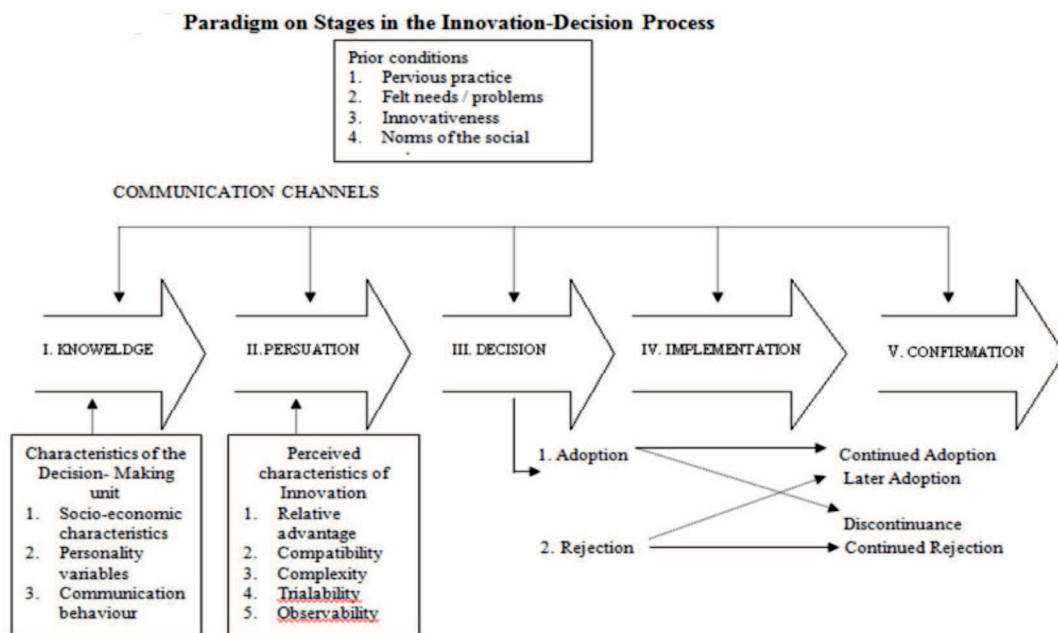 Paradigm on Stages in the Innovation-Decision Process
Prior conditions
1. Pervious practice
2. Felt needs / problems
3. Innovativeness
4. Norms of the social
COMMUNICATION CHANNELS
I. KNOWELDGE
II. PERSUATION
III. DECISION
IV. IMPLEMENTATION
V. CONFIRMATION
Characteristics of the
Decision- Making
unit
1. Socio-economic
characteristics
2. Personality
variables
3. Communication
behaviour
Perceived
characteristics of
Innovation
1. Relative
advantage
2. Compatibility
3. Complexity
4. Trialability
5. Observability
1. Adoption
2. Rejection
Continued Adoption
Later Adoption
Discontinuance
Continued Rejection